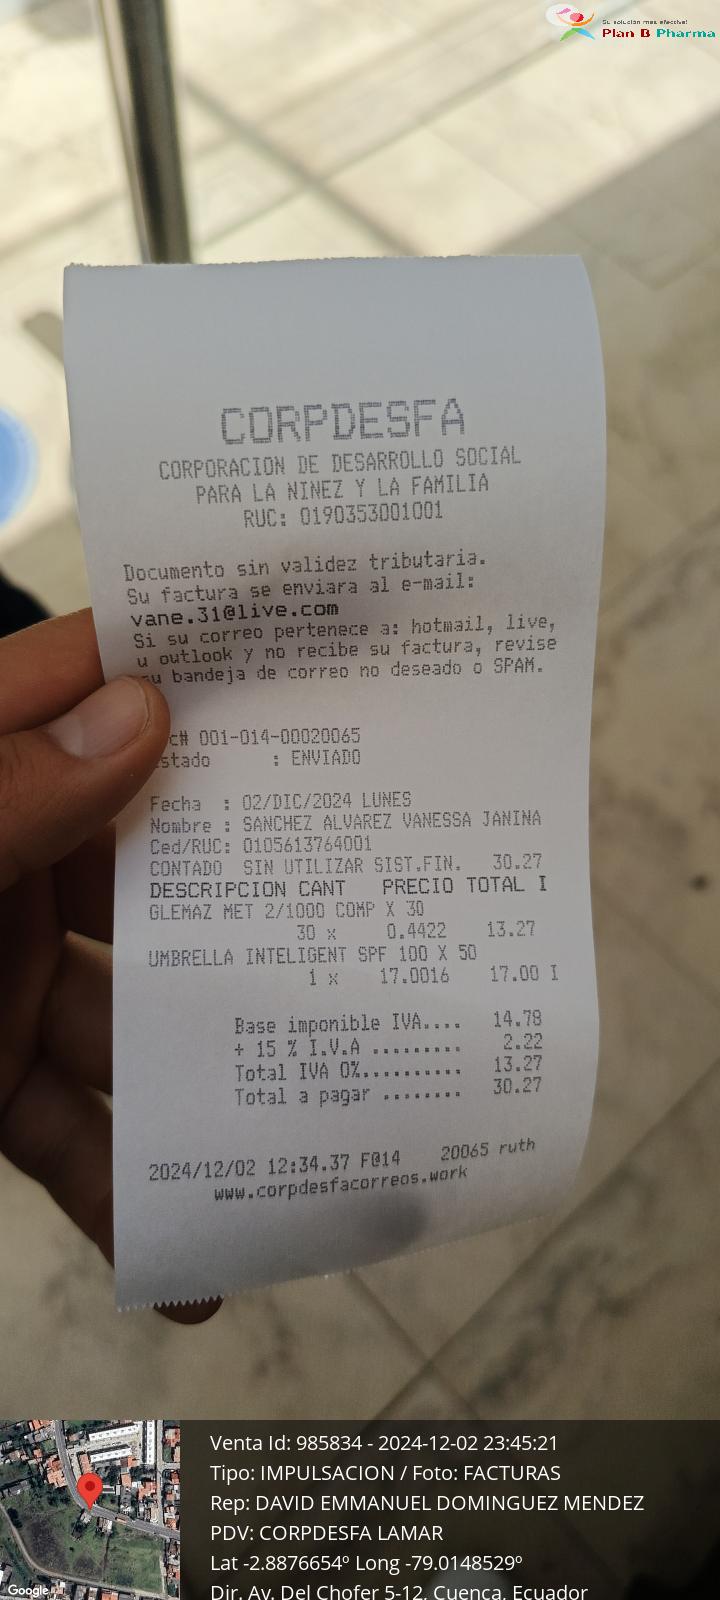 Su solución más efectiva!
Plan B Pharma
CORPDESFA
CORPORACION DE DESARROLLO SOCIAL
PARA LA NINEZ Y LA FAMILIA
RUC: 0190353001001
Documento sin validez tributaria.
Su factura se enviara al e-mail:
vane.31@live.com
Si su correo pertenece a: hotmail, live,
u outlook y no recibe su factura, revise
su bandeja de correo no deseado o SPAM.
c# 001-014-00020065
stado : ENVIADO
Fecha : 02/DIC/2024 LUNES
Nombre : SANCHEZ ALVAREZ VANESSA JANINA
Ced/RUC: 0105613764001
CONTADO SIN UTILIZAR SIST.FIN. 30.27
DESCRIPCION CANT PRECIO TOTAL I
GLEMAZ MET 2/1000 COMP X 30
30 x 0.4422 13.27
UMBRELLA INTELIGENT SPF 100 X 50
1 x 17.0016 17.00 I
Base imponible IVA.... 14.78
+ 15 % I.V.A ......... 2.22
Total IVA 0%.......... 13.27
Total a pagar ........ 30.27
2024/12/02 12:34.37 F@14 20065 ruth
www.corpdesfacorreos.work
Google
Venta Id: 985834 - 2024-12-02 23:45:21
Tipo: IMPULSACION / Foto: FACTURAS
Rep: DAVID EMMANUEL DOMINGUEZ MENDEZ
PDV: CORPDESFA LAMAR
Lat -2.8876654º Long -79.0148529º
Dir. Av. Del Chofer 5-12, Cuenca, Ecuador